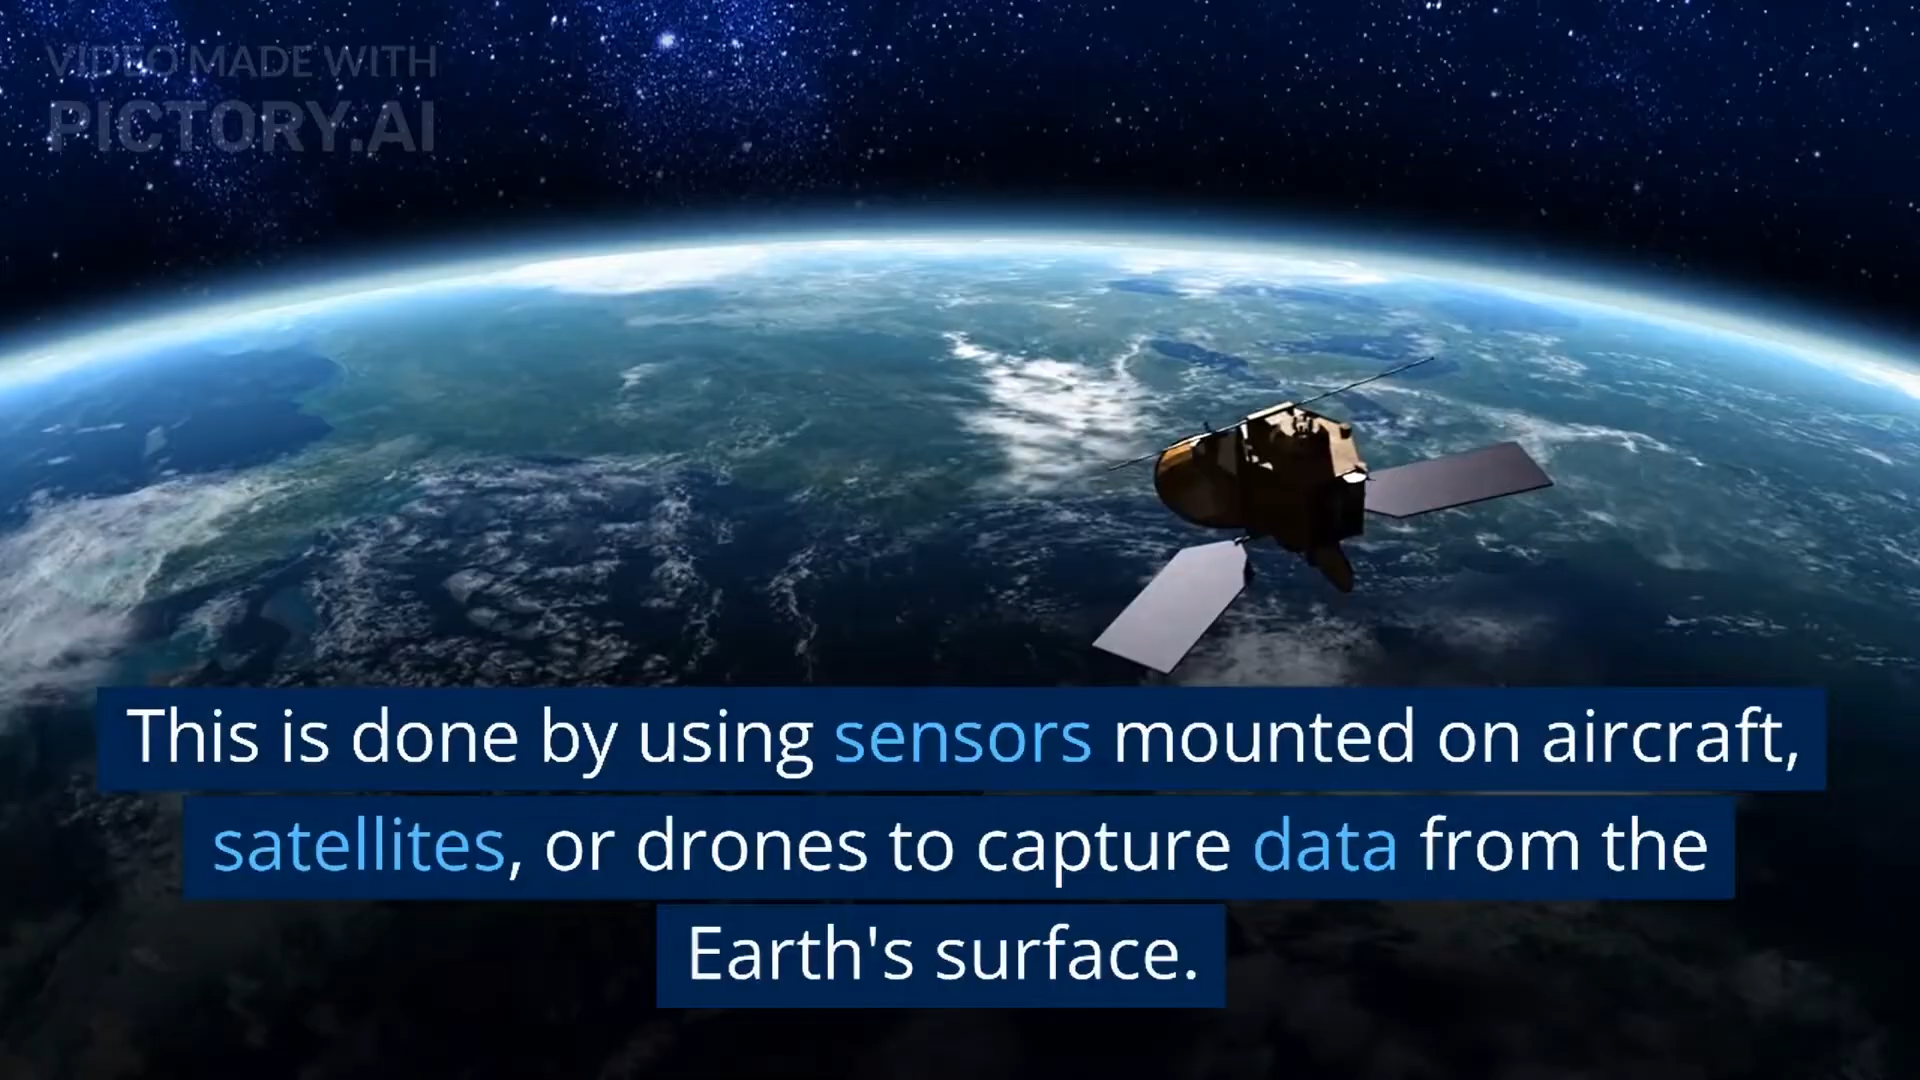 VIDEO MADE WITH
PICTORY.AI
This is done by using sensors mounted on aircraft,
satellites, or drones to capture data from the
Earth's surface.